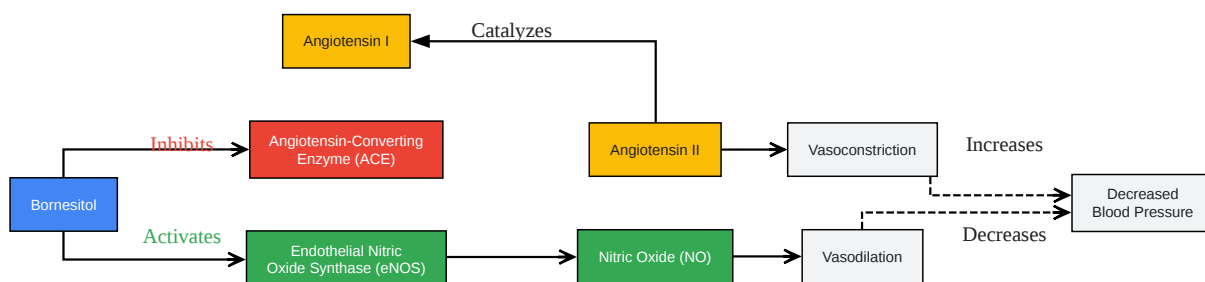 Angiotensin I
Catalyzes
Inhibits
Angiotensin-Converting
Enzyme (ACE)
Angiotensin II
Vasoconstriction
Increases
Bornesitol
Decreased
Blood Pressure
Activates
Endothelial Nitric
Oxide Synthase (eNOS)
Nitric Oxide (NO)
Vasodilation
Decreases